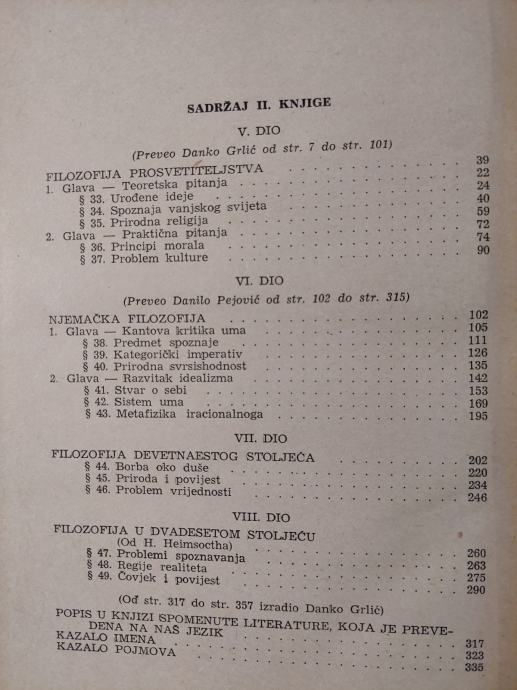 SADRŽAJ II. KNJIGE
V. DIO
(Preveo Danko Grlić od str. 7 do str. 101)
FILOZOFIJA PROSVETITELJSTVA . . . . . . . . . . 39
1. Glava — Teoretska pitanja . . . . . . . . . . 22
§ 33. Urođene ideje . . . . . . . . . . 24
§ 34. Spoznaja vanjskog svijeta . . . . . . . . . . 40
§ 35. Prirodna religija . . . . . . . . . . 59
2. Glava — Praktična pitanja . . . . . . . . . . 72
§ 36. Principi morala . . . . . . . . . . 74
§ 37. Problem kulture . . . . . . . . . . 90
VI. DIO
(Preveo Danilo Pejović od str. 102 do str. 315)
NJEMAČKA FILOZOFIJA . . . . . . . . . . 102
1. Glava — Kantova kritika uma . . . . . . . . . . 105
§ 38. Predmet spoznaje . . . . . . . . . . 111
§ 39. Kategorički imperativ . . . . . . . . . . 126
§ 40. Prirodna svrsishodnost . . . . . . . . . . 135
2. Glava — Razvitak idealizma . . . . . . . . . . 142
§ 41. Stvar o sebi . . . . . . . . . . 153
§ 42. Sistem uma . . . . . . . . . . 169
§ 43. Metafizika iracionalnoga . . . . . . . . . . 195
VII. DIO
FILOZOFIJA DEVETNAESTOG STOLJEĆA . . . . . . . . . . 202
§ 44. Borba oko duše . . . . . . . . . . 220
§ 45. Priroda i povijest . . . . . . . . . . 234
§ 46. Problem vrijednosti . . . . . . . . . . 246
VIII. DIO
FILOZOFIJA U DVADESETOM STOLJEĆU
(Od H. Heimsoctha) . . . . . . . . . . 260
§ 47. Problemi spoznavanja . . . . . . . . . . 263
§ 48. Regije realiteta . . . . . . . . . . 275
§ 49. Čovjek i povijest . . . . . . . . . . 290
(Od str. 317 do str. 357 izradio Danko Grlić)
POPIS U KNJIZI SPOMENUTE LITERATURE, KOJA JE PREVE-
DENA NA NAŠ JEZIK . . . . . . . . . . 317
KAZALO IMENA . . . . . . . . . . 323
KAZALO POJMOVA . . . . . . . . . . 335